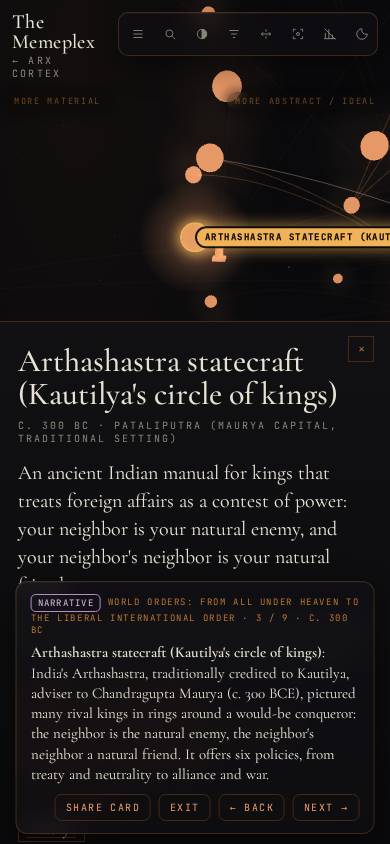 The
Memeplex
← ARX
CORTEX
MORE MATERIAL
MORE ABSTRACT / IDEAL
ARTHASHASTRA STATECRAFT (KAUT
Arthashastra statecraft
(Kautilya's circle of kings)
×
C. 300 BC · PATALIPUTRA (MAURYA CAPITAL,
TRADITIONAL SETTING)
An ancient Indian manual for kings that
treats foreign affairs as a contest of power:
your neighbor is your natural enemy, and
your neighbor's neighbor is your natural
NARRATIVE WORLD ORDERS: FROM ALL UNDER HEAVEN TO
THE LIBERAL INTERNATIONAL ORDER · 3 / 9 · C. 300
BC
Arthashastra statecraft (Kautilya's circle of kings):
India's Arthashastra, traditionally credited to Kautilya,
adviser to Chandragupta Maurya (c. 300 BCE), pictured
many rival kings in rings around a would-be conqueror:
the neighbor is the natural enemy, the neighbor's
neighbor a natural friend. It offers six policies, from
treaty and neutrality to alliance and war.
SHARE CARD
EXIT
← BACK
NEXT →